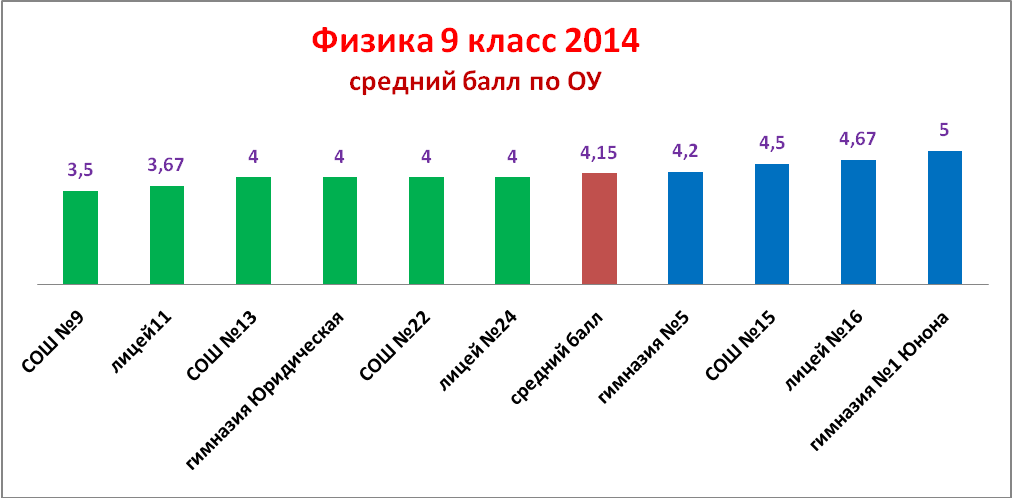 Физика 9 класс 2014
средний балл по ОУ
3,5
3,67
4
4
4
4
4,15
4,2
4,5
4,67
5
СОШ №9
лицей11
СОШ №13
гимназия Юридическая
СОШ №22
лицей №24
средний балл
гимназия №5
СОШ №15
лицей №16
гимназия №1 Юнона